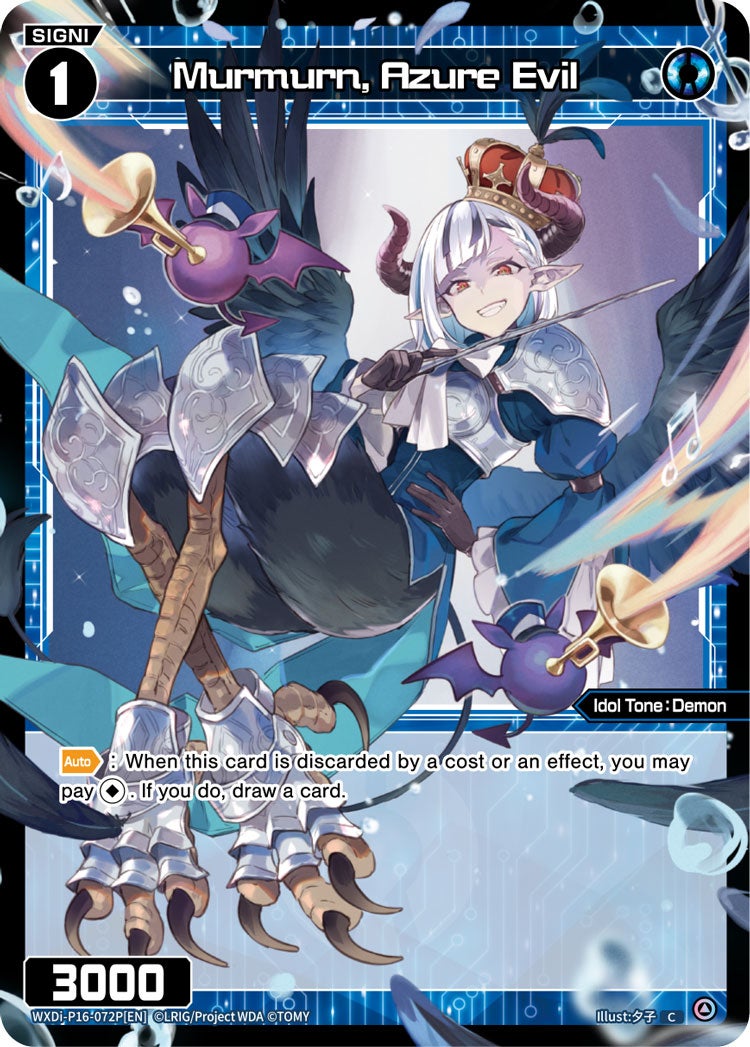 SIGNI
1
Murmurn, Azure Evil
Idol Tone:Demon
Auto : When this card is discarded by a cost or an effect, you may
pay ◆. If you do, draw a card.
3000
WXDi-P16-072P[EN] ©LRIG/Project WDA ©TOMY
Illust:夕子 C